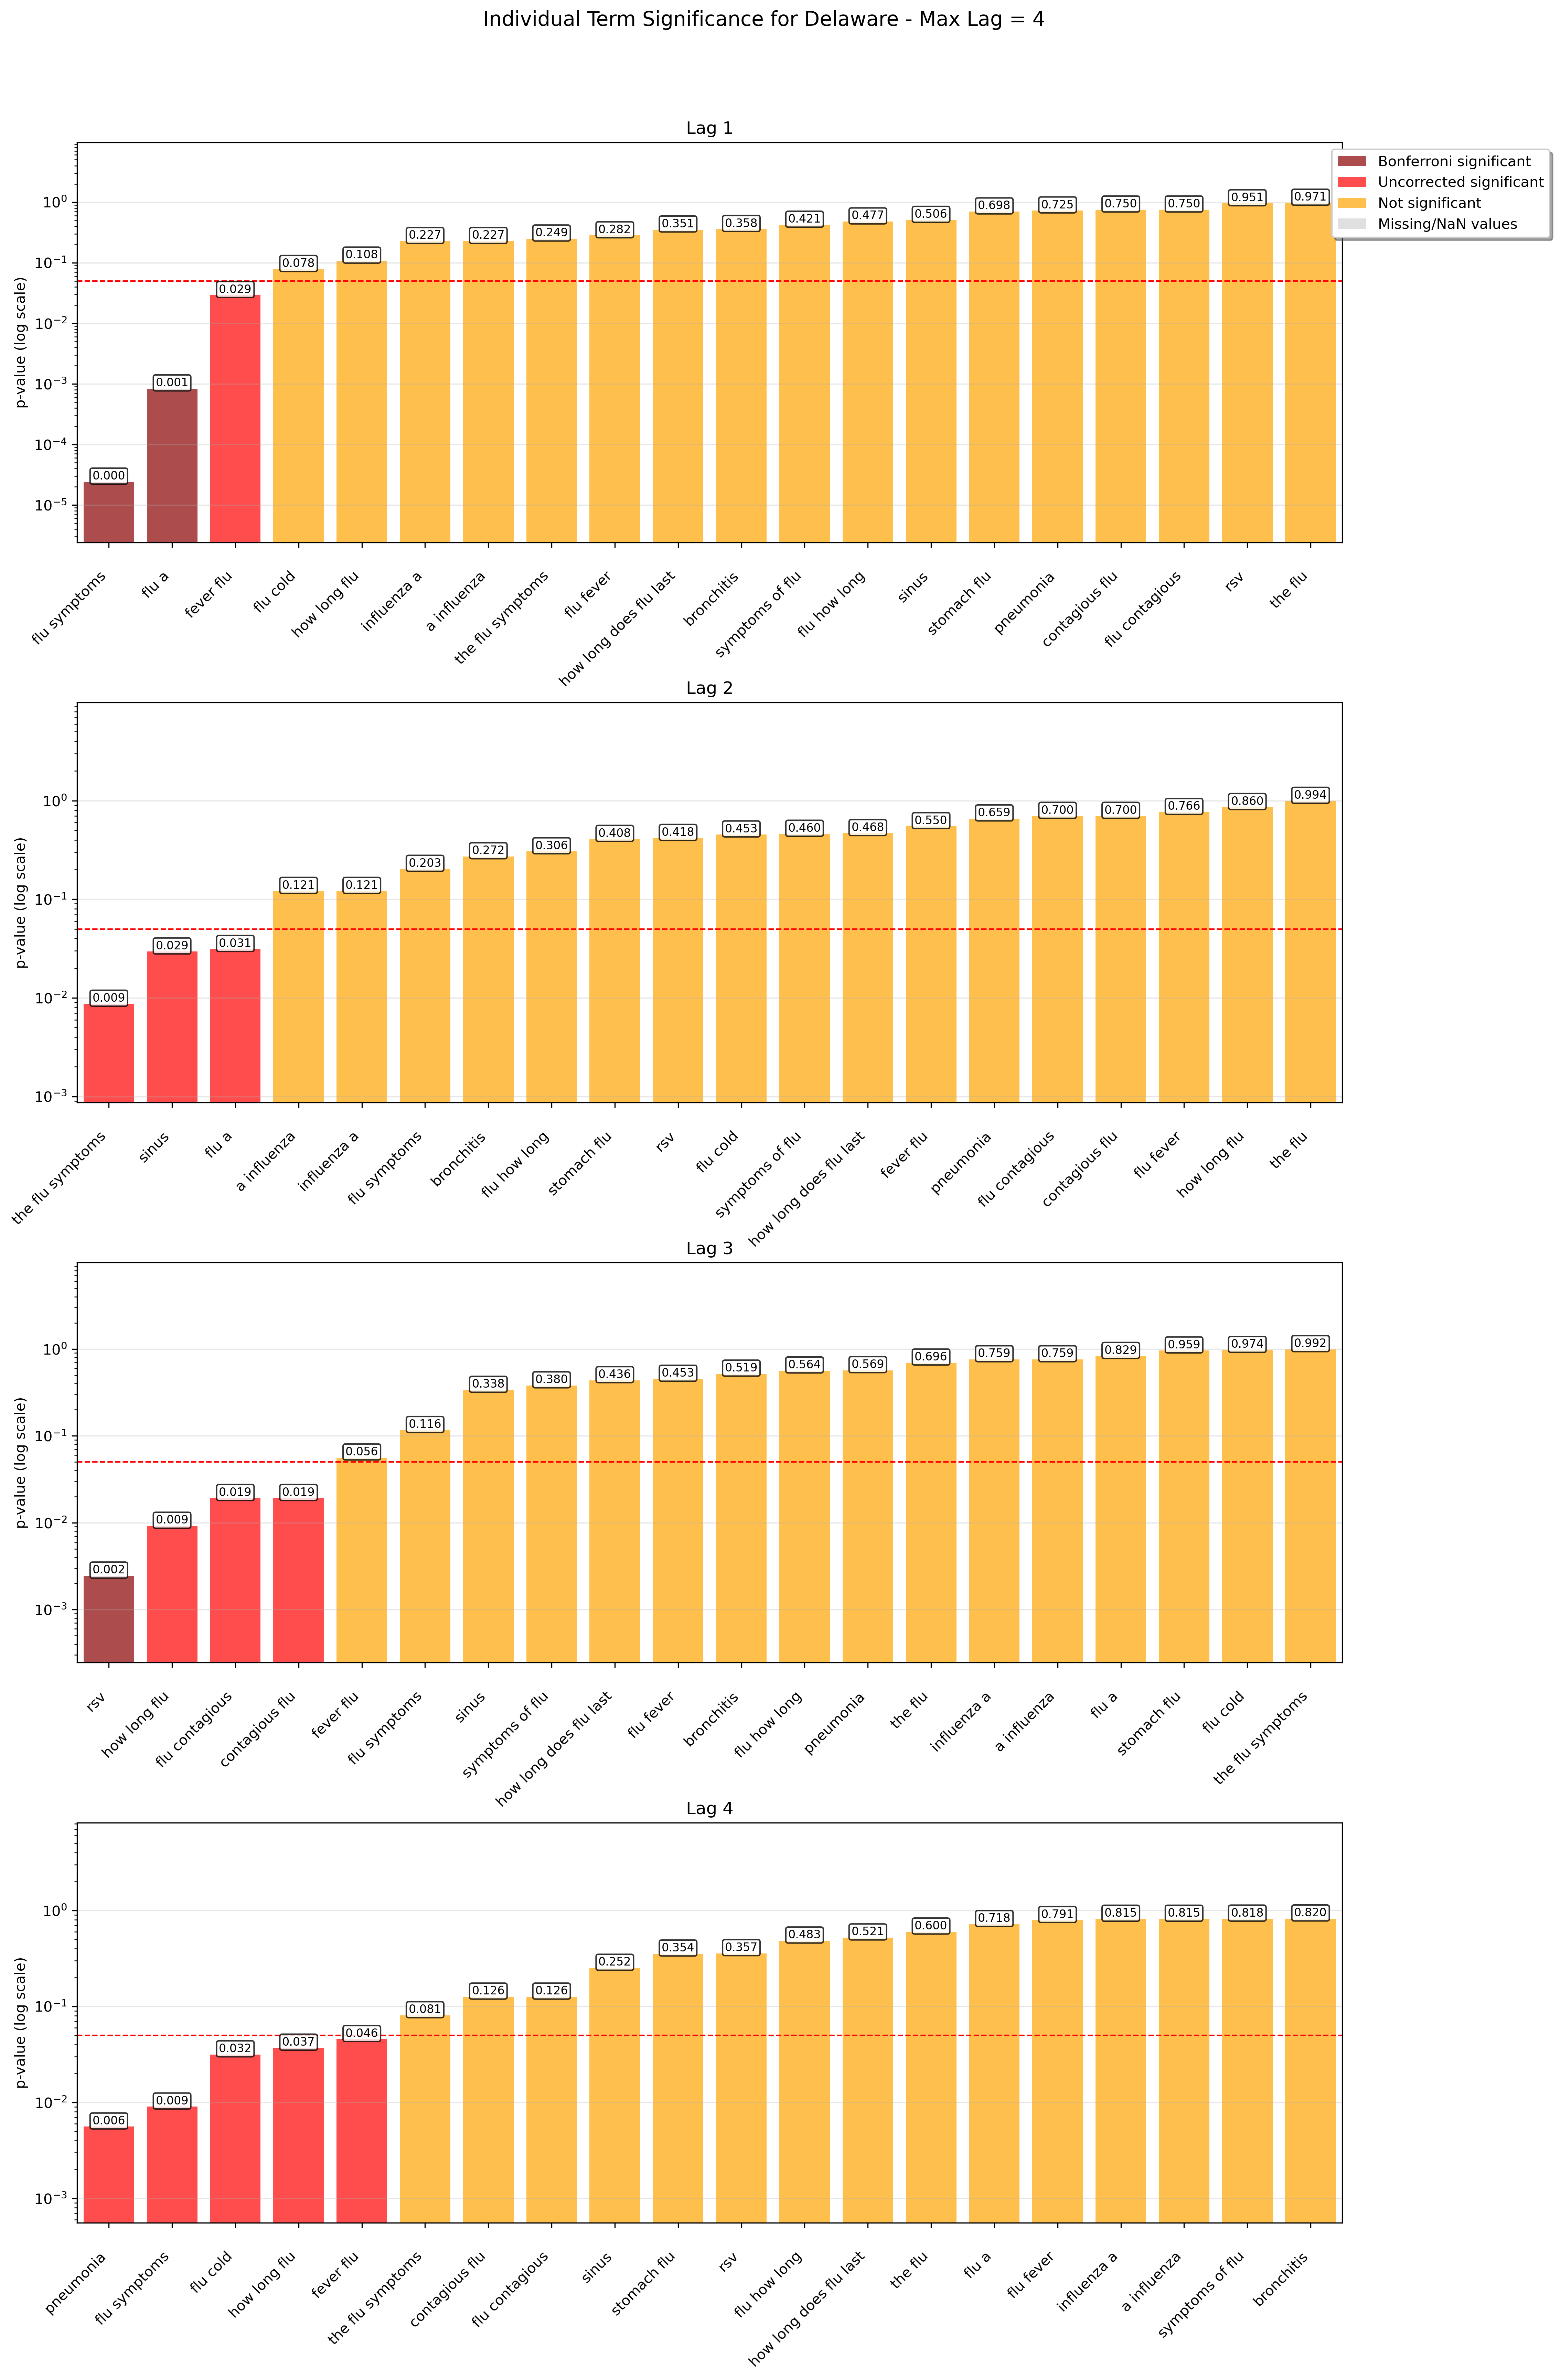 Individual Term Significance for Delaware - Max Lag = 4
Lag 1
Bonferroni significant
Uncorrected significant
Not significant
Missing/NaN values
p-value (log scale)
10⁰
10⁻¹
10⁻²
10⁻³
10⁻⁴
10⁻⁵
0.000 0.001 0.029 0.078 0.108 0.227 0.227 0.249 0.282 0.351 0.358 0.421 0.477 0.506 0.698 0.725 0.750 0.750 0.951 0.971
flu symptoms
flu a
fever flu
flu cold
how long flu
influenza a
a influenza
the flu symptoms
flu fever
how long does flu last
bronchitis
symptoms of flu
flu how long
sinus
stomach flu
pneumonia
contagious flu
flu contagious
rsv
the flu
Lag 2
p-value (log scale)
10⁰
10⁻¹
10⁻²
10⁻³
0.009 0.029 0.031 0.121 0.121 0.203 0.272 0.306 0.408 0.418 0.453 0.460 0.468 0.550 0.659 0.700 0.700 0.766 0.860 0.994
the flu symptoms
sinus
flu a
a influenza
influenza a
flu symptoms
bronchitis
flu how long
stomach flu
rsv
flu cold
symptoms of flu
how long does flu last
fever flu
pneumonia
flu contagious
contagious flu
flu fever
how long flu
the flu
Lag 3
p-value (log scale)
10⁰
10⁻¹
10⁻²
10⁻³
0.002 0.009 0.019 0.019 0.056 0.116 0.338 0.380 0.436 0.453 0.519 0.564 0.569 0.696 0.759 0.759 0.829 0.959 0.974 0.992
rsv
how long flu
flu contagious
contagious flu
fever flu
flu symptoms
sinus
symptoms of flu
how long does flu last
flu fever
bronchitis
flu how long
pneumonia
the flu
influenza a
a influenza
flu a
stomach flu
flu cold
the flu symptoms
Lag 4
p-value (log scale)
10⁰
10⁻¹
10⁻²
10⁻³
0.006 0.009 0.032 0.037 0.046 0.081 0.126 0.126 0.252 0.354 0.357 0.483 0.521 0.600 0.718 0.791 0.815 0.815 0.818 0.820
pneumonia
flu symptoms
flu cold
how long flu
fever flu
the flu symptoms
contagious flu
flu contagious
sinus
stomach flu
rsv
flu how long
how long does flu last
the flu
flu a
flu fever
influenza a
a influenza
symptoms of flu
bronchitis